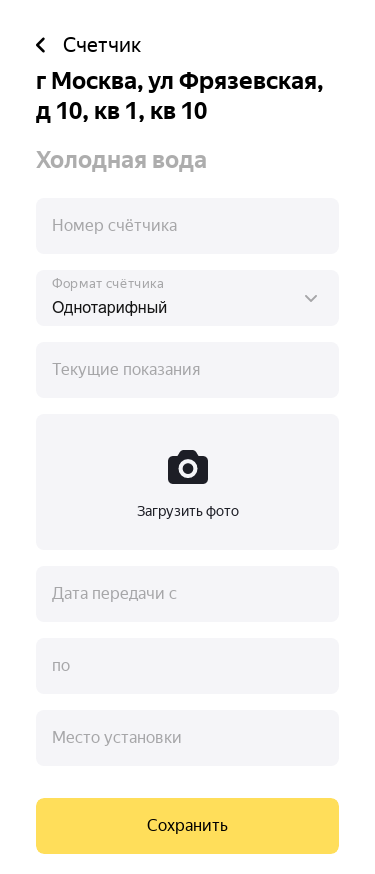 Счетчик
г Москва, ул Фрязевская,
д 10, кв 1, кв 10
Холодная вода
Номер счётчика
Формат счётчика
Однотарифный
Текущие показания
Загрузить фото
Дата передачи с
по
Место установки
Сохранить